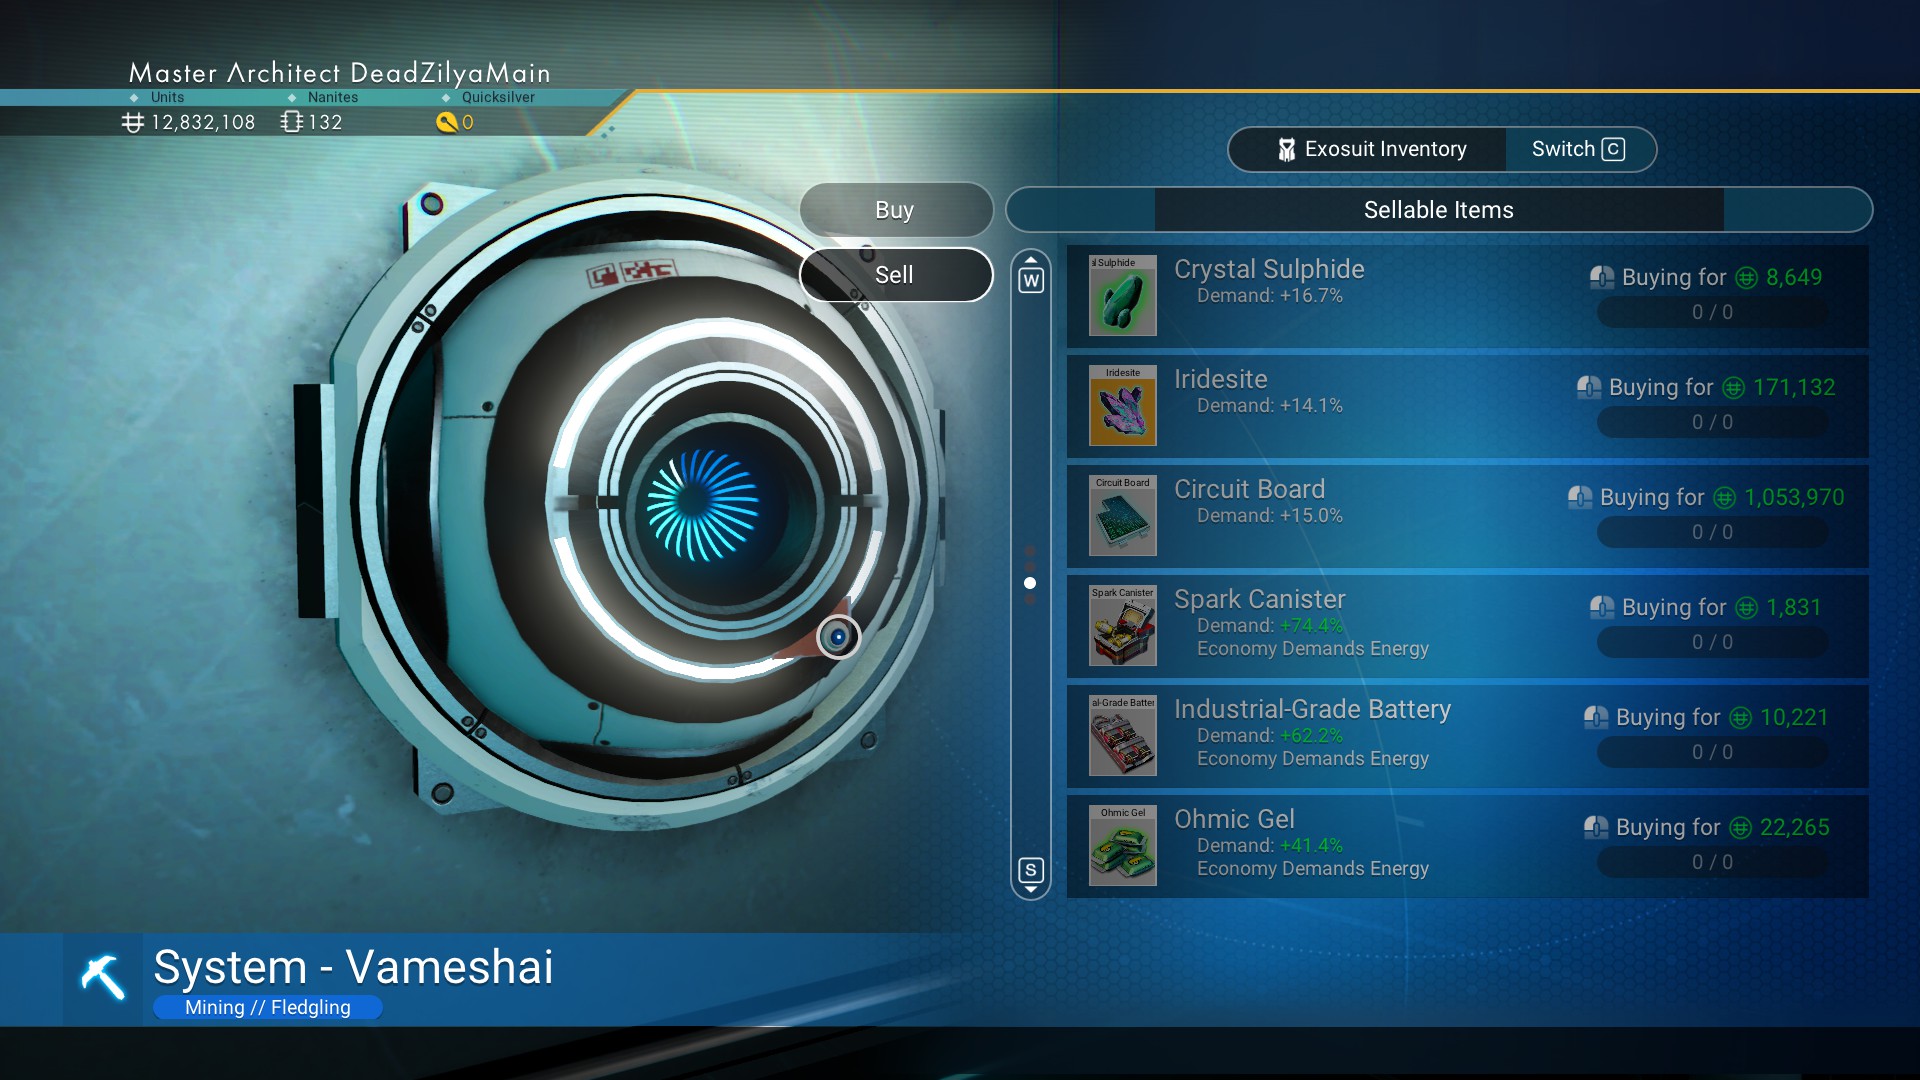 Master Architect DeadZilyaMain
Units
Nanites
Quicksilver
12,832,108
132
0
Exosuit Inventory
Switch C
Buy
Sell
Sellable Items
W
S
l Sulphide
Crystal Sulphide
Demand: +16.7%
Buying for 8,649
0 / 0
Iridesite
Iridesite
Demand: +14.1%
Buying for 171,132
0 / 0
Circuit Board
Circuit Board
Demand: +15.0%
Buying for 1,053,970
0 / 0
Spark Canister
Spark Canister
Demand: +74.4%
Economy Demands Energy
Buying for 1,831
0 / 0
al-Grade Batter
Industrial-Grade Battery
Demand: +62.2%
Economy Demands Energy
Buying for 10,221
0 / 0
Ohmic Gel
Ohmic Gel
Demand: +41.4%
Economy Demands Energy
Buying for 22,265
0 / 0
System - Vameshai
Mining // Fledgling